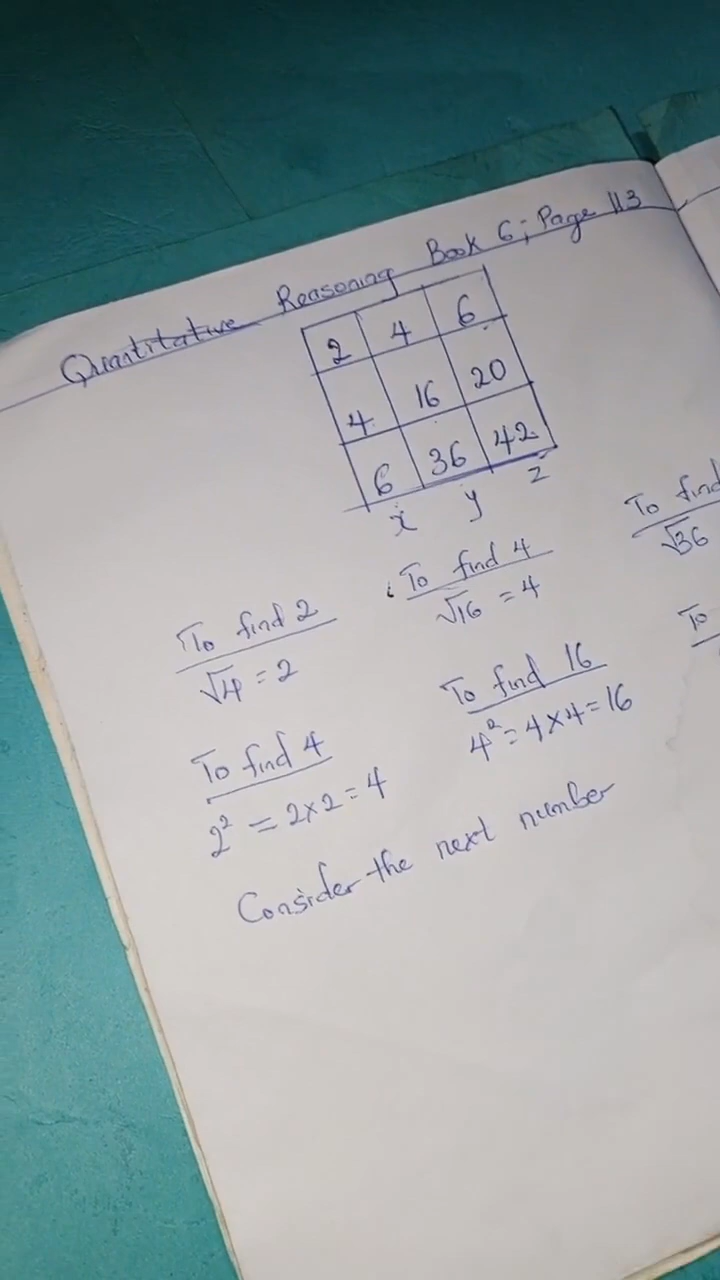 Quantitative Reasoning Book 6; Page 113
2 4 6
4 16 20
6 36 42
x y z
To find 2
√4 = 2
To find 4
√16 = 4
To find
√36
To find 4
2² = 2×2 = 4
To find 16
4² = 4×4 = 16
To
Consider the next number